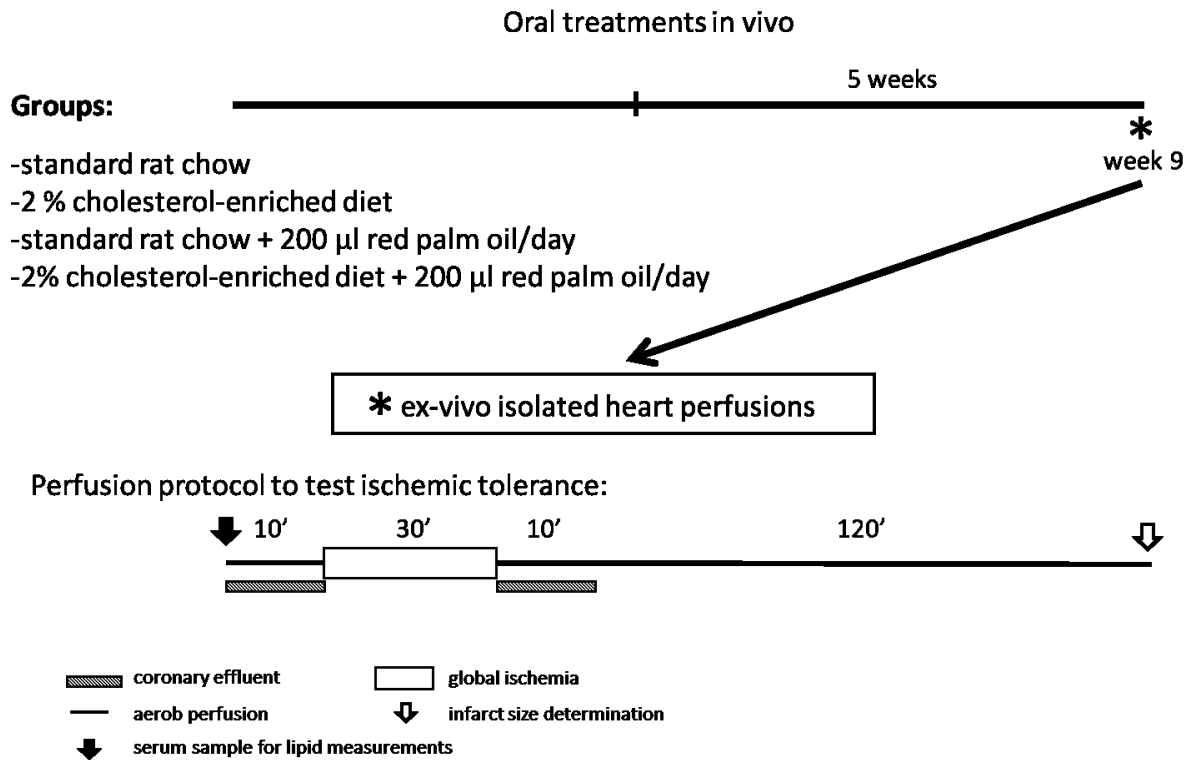 Oral treatments in vivo
5 weeks
Groups:
*
week 9
-standard rat chow
-2 % cholesterol-enriched diet
-standard rat chow + 200 µl red palm oil/day
-2% cholesterol-enriched diet + 200 µl red palm oil/day
* ex-vivo isolated heart perfusions
Perfusion protocol to test ischemic tolerance:
10’ 30’ 10’ 120’
coronary effluent global ischemia
aerob perfusion infarct size determination
serum sample for lipid measurements